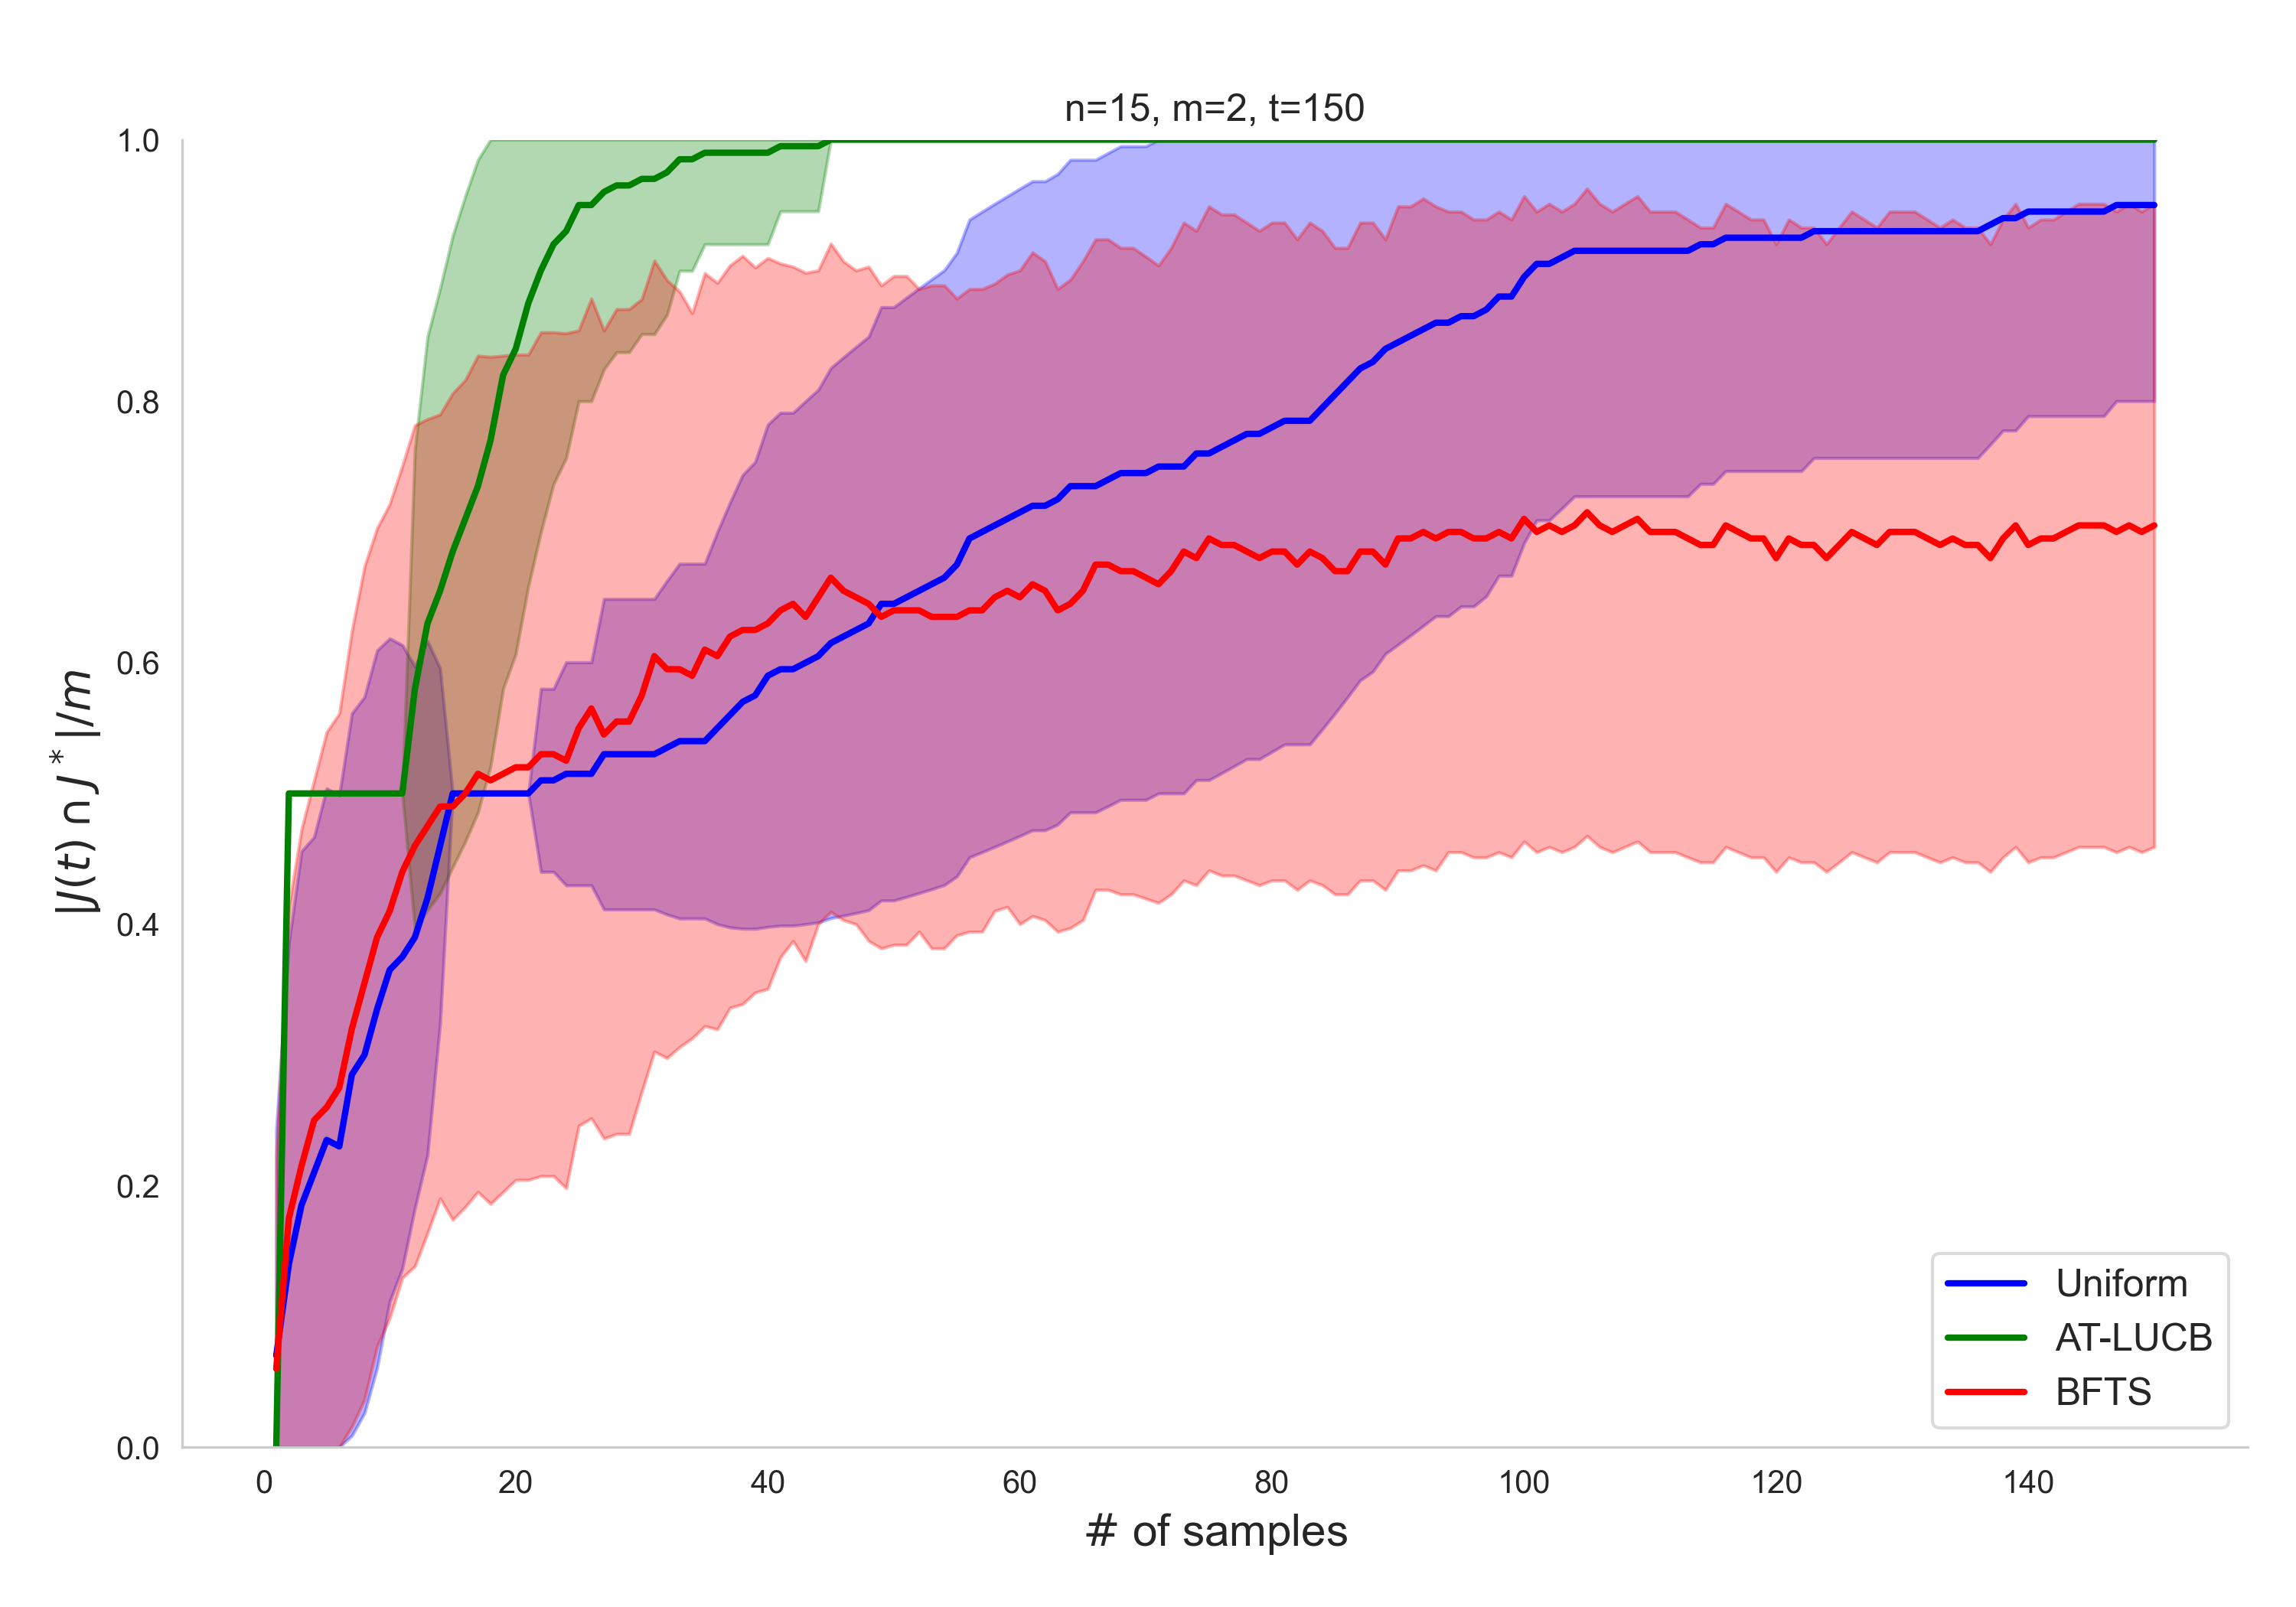 n=15, m=2, t=150
1.0
0.8
0.6
0.4
0.2
0.0
|J(t) ∩ J*|/m
0 20 40 60 80 100 120 140
# of samples
Uniform
AT-LUCB
BFTS